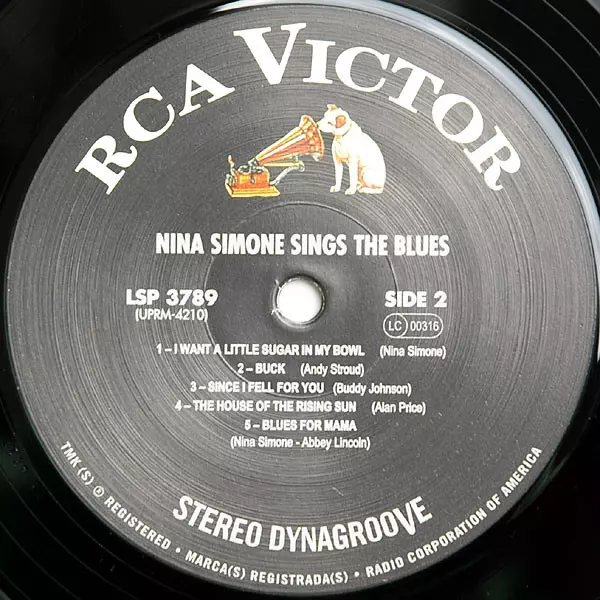 RCA VICTOR
NINA SIMONE SINGS THE BLUES
LSP 3789
(UPRM-4210)
SIDE 2
LC 00316
1 – I WANT A LITTLE SUGAR IN MY BOWL (Nina Simone)
2 – BUCK (Andy Stroud)
3 – SINCE I FELL FOR YOU (Buddy Johnson)
4 – THE HOUSE OF THE RISING SUN (Alan Price)
5 – BLUES FOR MAMA
(Nina Simone - Abbey Lincoln)
STEREO DYNAGROOVE
TMK (S) ® REGISTERED • MARCA(S) REGISTRADA(S) • RADIO CORPORATION OF AMERICA